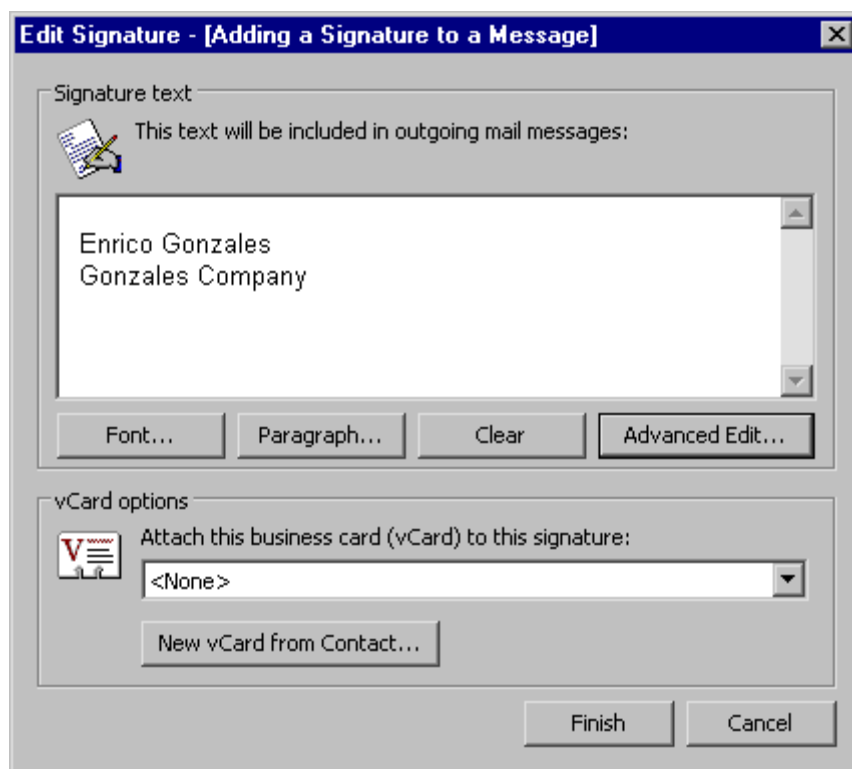 Edit Signature - [Adding a Signature to a Message]
Signature text
This text will be included in outgoing mail messages:
Enrico Gonzales
Gonzales Company
Font...
Paragraph...
Clear
Advanced Edit...
vCard options
V
Attach this business card (vCard) to this signature:
<None>
New vCard from Contact...
Finish
Cancel